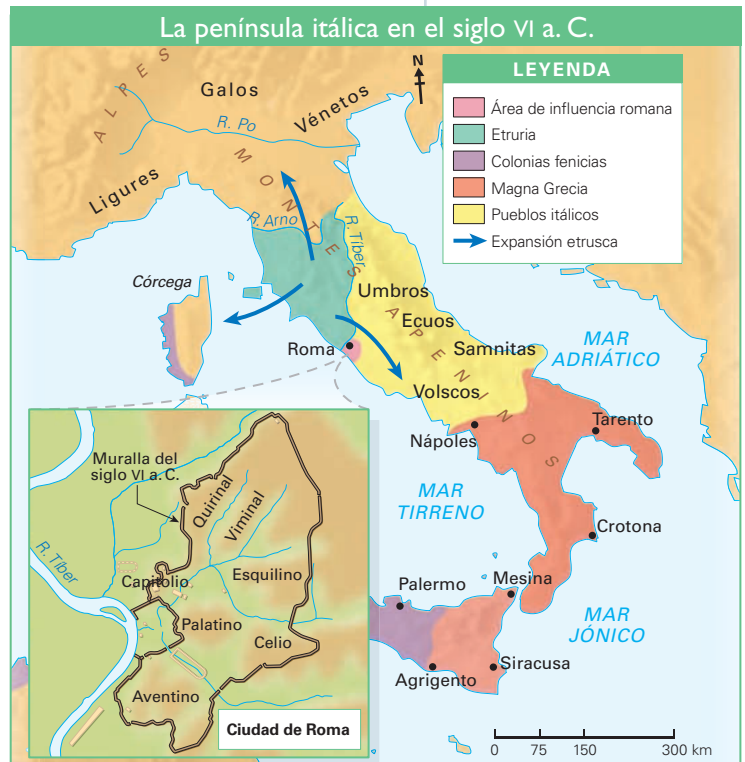 La península itálica en el siglo VI a. C.
N
LEYENDA
Área de influencia romana
Etruria
Colonias fenicias
Magna Grecia
Pueblos itálicos
Expansión etrusca
ALPES
Galos
Vénetos
R. Po
Ligures
MONTES APENINOS
R. Arno
R. Tíber
Córcega
Umbros
Ecuos
Roma
Samnitas
MAR
ADRIÁTICO
Volscos
Nápoles
Tarento
MAR
TIRRENO
Crotona
Palermo
Mesina
MAR
JÓNICO
Agrigento
Siracusa
Muralla del
siglo VI a. C.
Quirinal
Viminal
R. Tíber
Capitolio
Esquilino
Palatino
Celio
Aventino
Ciudad de Roma
0 75 150 300 km